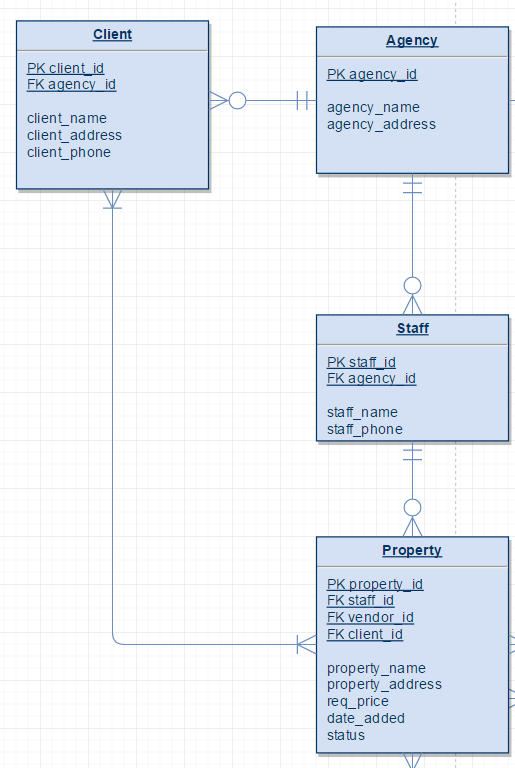 Client
PK client_id
FK agency_id
client_name
client_address
client_phone
Agency
PK agency_id
agency_name
agency_address
Staff
PK staff_id
FK agency_id
staff_name
staff_phone
Property
PK property_id
FK staff_id
FK vendor_id
FK client_id
property_name
property_address
req_price
date_added
status